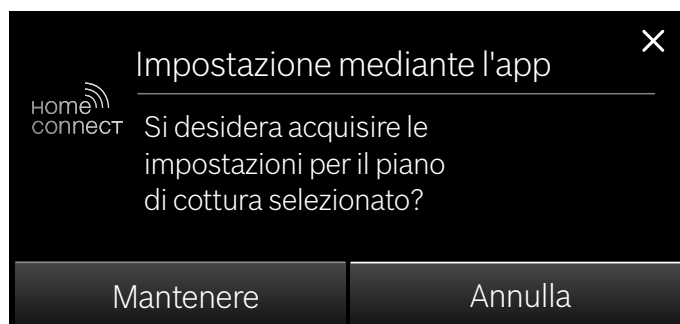 Impostazione mediante l'app
HOME
CONNECT
Si desidera acquisire le
impostazioni per il piano
di cottura selezionato?
Mantenere
Annulla